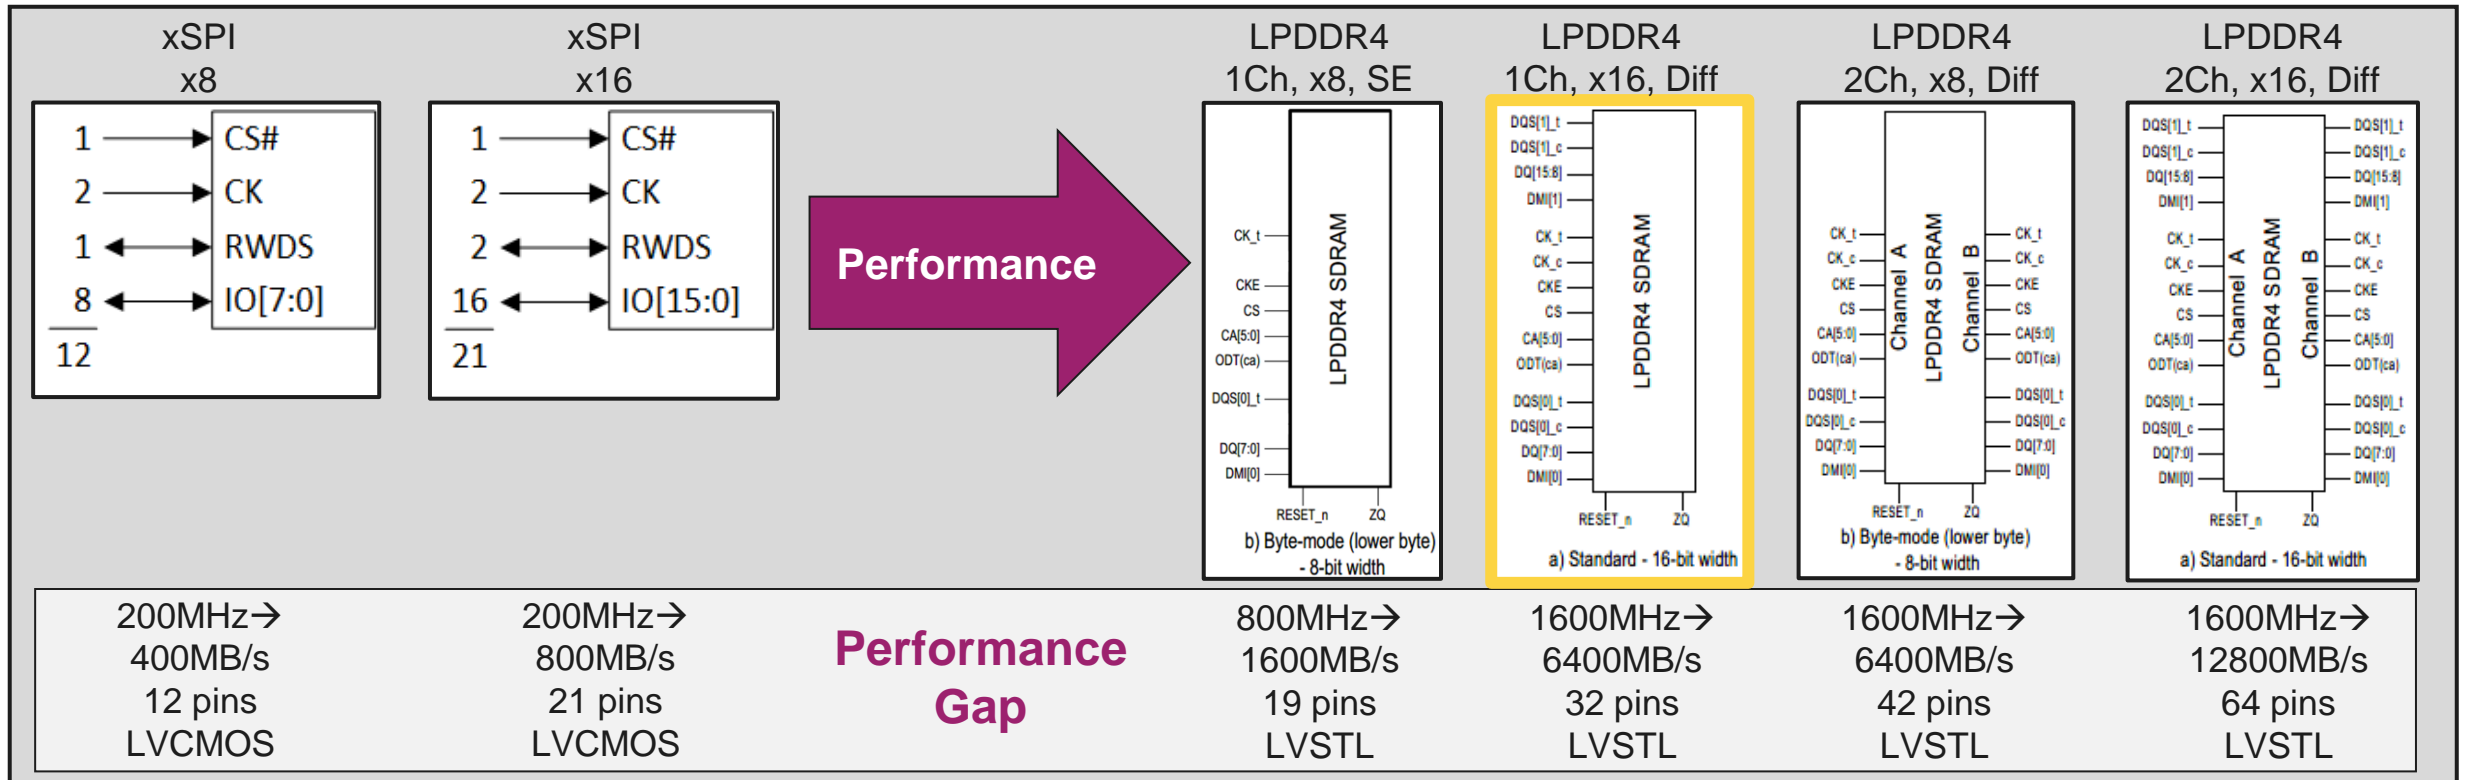 xSPI
x8
1
CS#
2
CK
1
RWDS
8
IO[7:0]
12
xSPI
x16
1
CS#
2
CK
2
RWDS
16
IO[15:0]
21
Performance
LPDDR4
1Ch, x8, SE
CK_t
CKE
CS
CA[5:0]
ODT(ca)
DQS[0]_t
DQ[7:0]
DMI[0]
LPDDR4 SDRAM
RESET_n
ZQ
b) Byte-mode (lower byte)
- 8-bit width
LPDDR4
1Ch, x16, Diff
DQS[1]_t
DQS[1]_c
DQ[15:8]
DMI[1]
CK_t
CK_c
CKE
CS
CA[5:0]
ODT(ca)
DQS[0]_t
DQS[0]_c
DQ[7:0]
DMI[0]
LPDDR4 SDRAM
RESET_n
ZQ
a) Standard - 16-bit width
LPDDR4
2Ch, x8, Diff
CK_t
CK_c
CKE
CS
CA[5:0]
ODT(ca)
DQS[0]_t
DQS[0]_c
DQ[7:0]
DMI[0]
Channel A
LPDDR4 SDRAM
Channel B
CK_t
CK_c
CKE
CS
CA[5:0]
ODT(ca)
DQS[0]_t
DQS[0]_c
DQ[7:0]
DMI[0]
RESET_n
ZQ
b) Byte-mode (lower byte)
- 8-bit width
LPDDR4
2Ch, x16, Diff
DQS[1]_t
DQS[1]_c
DQ[15:8]
DMI[1]
CK_t
CK_c
CKE
CS
CA[5:0]
ODT(ca)
DQS[0]_t
DQS[0]_c
DQ[7:0]
DMI[0]
Channel A
LPDDR4 SDRAM
Channel B
DQS[1]_t
DQS[1]_c
DQ[15:8]
DMI[1]
CK_t
CK_c
CKE
CS
CA[5:0]
ODT(ca)
DQS[0]_t
DQS[0]_c
DQ[7:0]
DMI[0]
RESET_n
ZQ
a) Standard - 16-bit width
200MHz→
400MB/s
12 pins
LVCMOS
200MHz→
800MB/s
21 pins
LVCMOS
Performance
Gap
800MHz→
1600MB/s
19 pins
LVSTL
1600MHz→
6400MB/s
32 pins
LVSTL
1600MHz→
6400MB/s
42 pins
LVSTL
1600MHz→
12800MB/s
64 pins
LVSTL